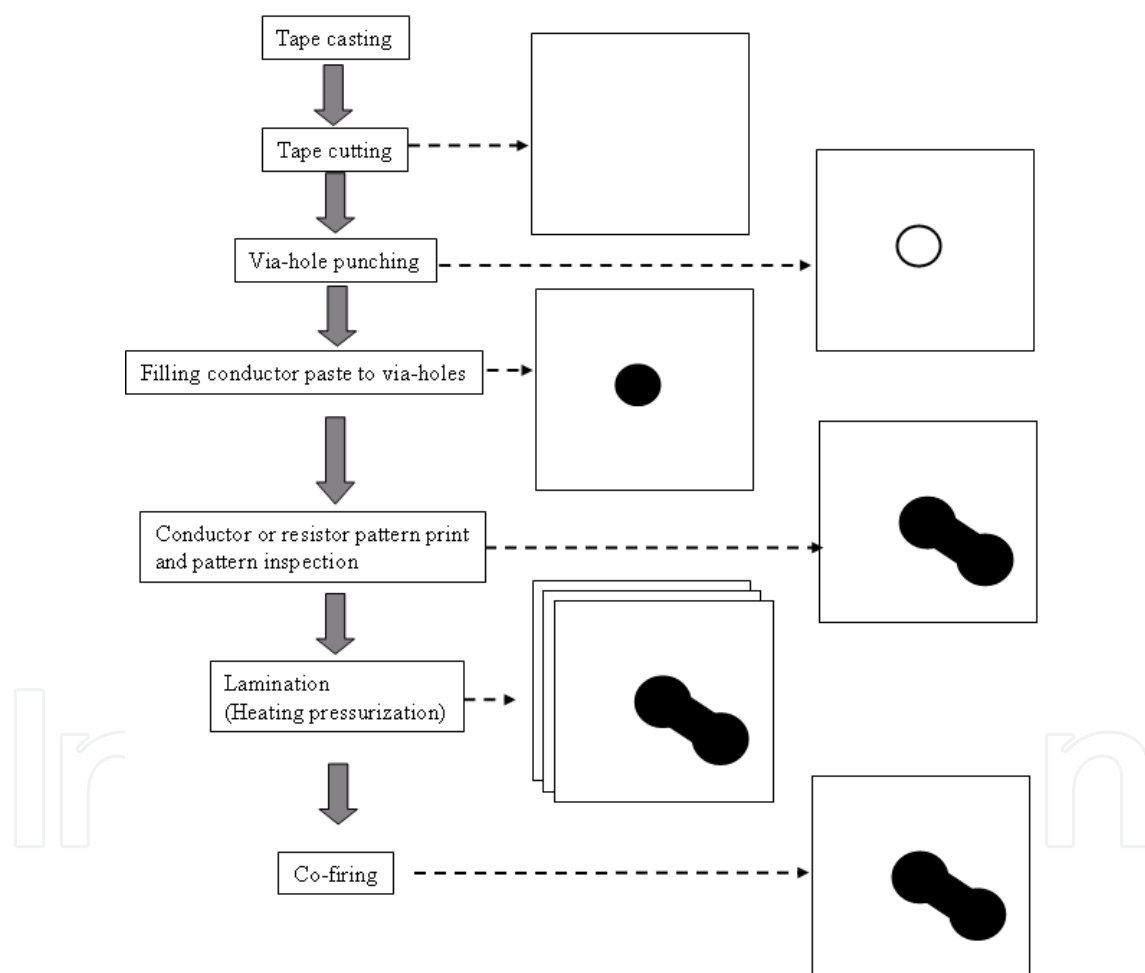 Tape casting
Tape cutting
Via-hole punching
Filling conductor paste to via-holes
Conductor or resistor pattern print
and pattern inspection
Lamination
(Heating pressurization)
Co-firing